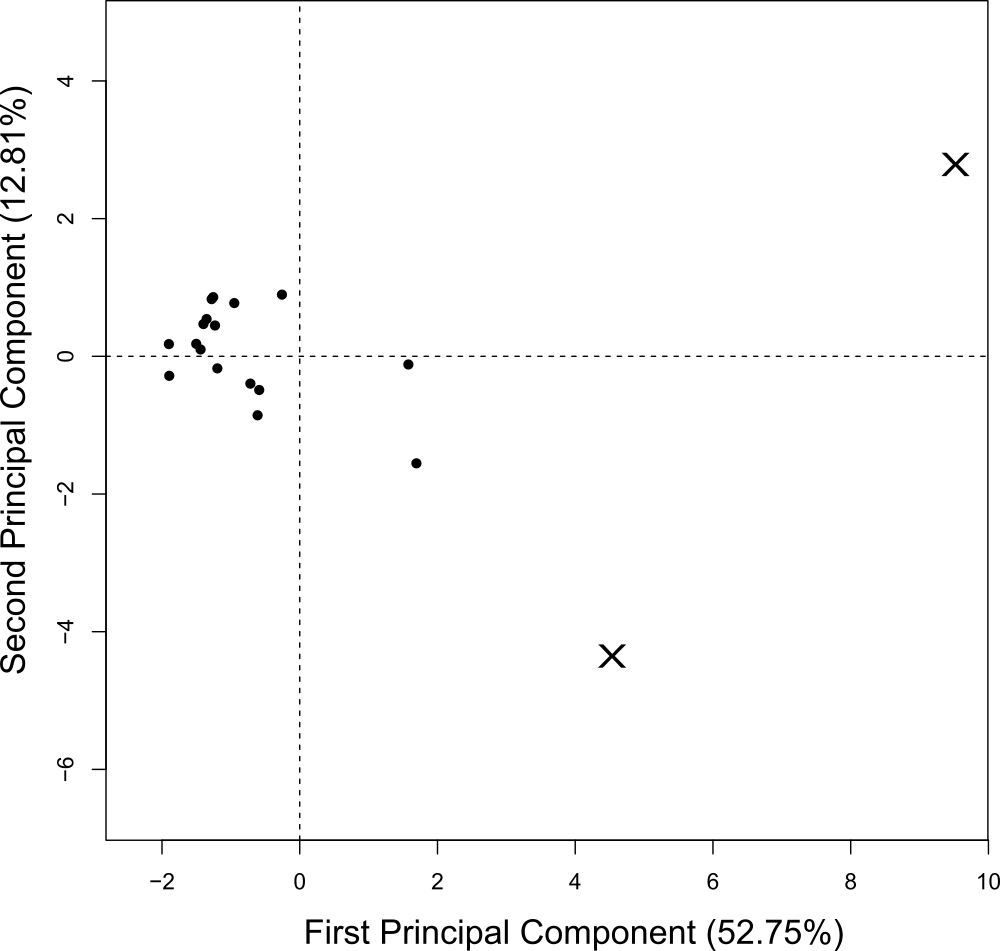 Second Principal Component (12.81%)
4
2
0
−2
−4
−6
−2 0 2 4 6 8 10
First Principal Component (52.75%)